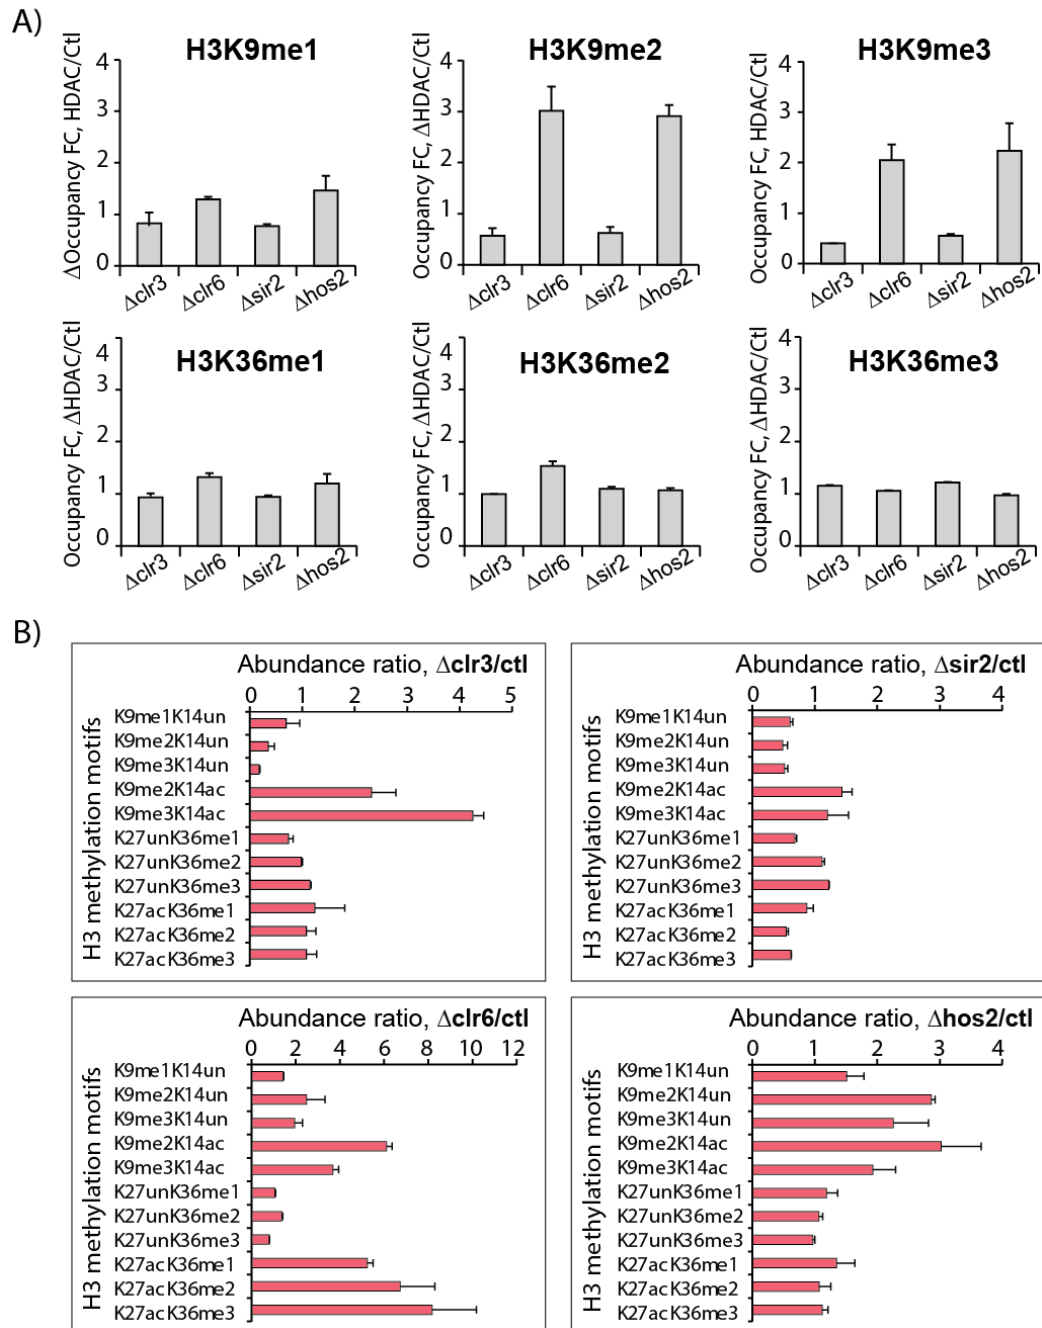 A)
H3K9me1
ΔOccupancy FC, HDAC/Ctl
4
3
2
1
0
Δclr3 Δclr6 Δsir2 Δhos2
H3K9me2
Occupancy FC, ΔHDAC/Ctl
4
3
2
1
0
Δclr3 Δclr6 Δsir2 Δhos2
H3K9me3
Occupancy FC, HDAC/Ctl
4
3
2
1
0
Δclr3 Δclr6 Δsir2 Δhos2
H3K36me1
Occupancy FC, ΔHDAC/Ctl
4
3
2
1
0
Δclr3 Δclr6 Δsir2 Δhos2
H3K36me2
Occupancy FC, ΔHDAC/Ctl
4
3
2
1
0
Δclr3 Δclr6 Δsir2 Δhos2
H3K36me3
Occupancy FC, ΔHDAC/Ctl
4
3
2
1
0
Δclr3 Δclr6 Δsir2 Δhos2
B)
Abundance ratio, Δclr3/ctl
0 1 2 3 4 5
H3 methylation motifs
K9me1K14un
K9me2K14un
K9me3K14un
K9me2K14ac
K9me3K14ac
K27unK36me1
K27unK36me2
K27unK36me3
K27acK36me1
K27acK36me2
K27acK36me3
Abundance ratio, Δsir2/ctl
0 1 2 3 4
H3 methylation motifs
K9me1K14un
K9me2K14un
K9me3K14un
K9me2K14ac
K9me3K14ac
K27unK36me1
K27unK36me2
K27unK36me3
K27acK36me1
K27acK36me2
K27acK36me3
Abundance ratio, Δclr6/ctl
0 2 4 6 8 10 12
H3 methylation motifs
K9me1K14un
K9me2K14un
K9me3K14un
K9me2K14ac
K9me3K14ac
K27unK36me1
K27unK36me2
K27unK36me3
K27acK36me1
K27acK36me2
K27acK36me3
Abundance ratio, Δhos2/ctl
0 1 2 3 4
H3 methylation motifs
K9me1K14un
K9me2K14un
K9me3K14un
K9me2K14ac
K9me3K14ac
K27unK36me1
K27unK36me2
K27unK36me3
K27acK36me1
K27acK36me2
K27acK36me3